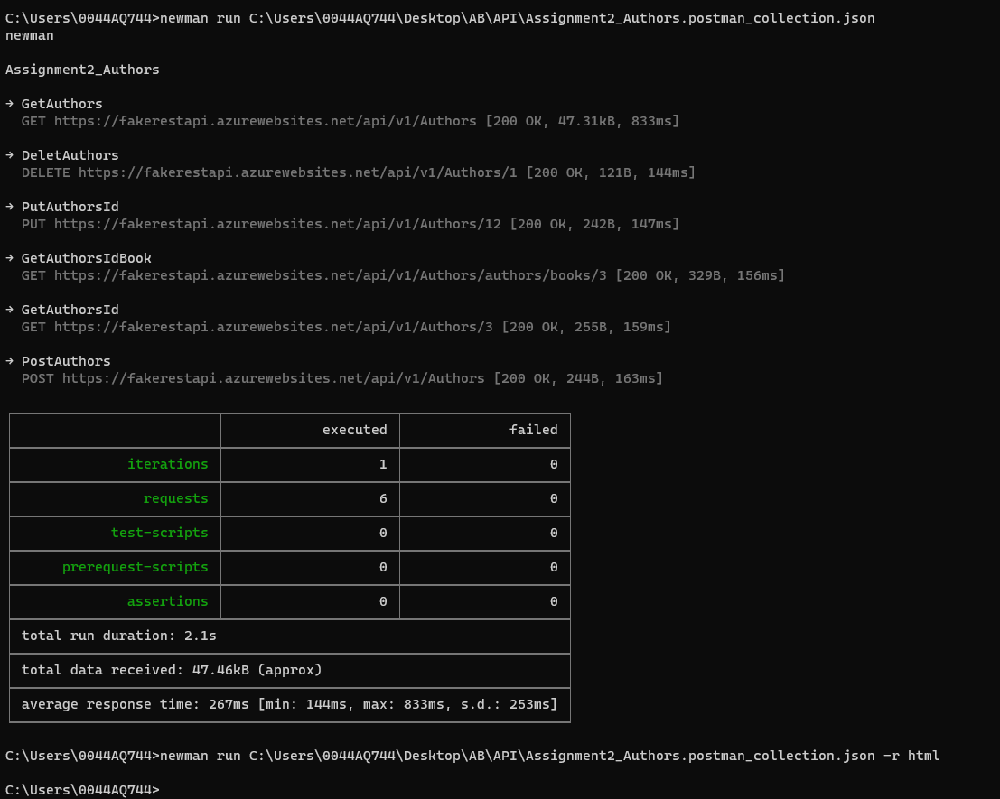 C:\Users\0044AQ744>newman run C:\Users\0044AQ744\Desktop\AB\API\Assignment2_Authors.postman_collection.json
newman
Assignment2_Authors
→ GetAuthors
GET https://fakerestapi.azurewebsites.net/api/v1/Authors [200 OK, 47.31kB, 833ms]
→ DeletAuthors
DELETE https://fakerestapi.azurewebsites.net/api/v1/Authors/1 [200 OK, 121B, 144ms]
→ PutAuthorsId
PUT https://fakerestapi.azurewebsites.net/api/v1/Authors/12 [200 OK, 242B, 147ms]
→ GetAuthorsIdBook
GET https://fakerestapi.azurewebsites.net/api/v1/Authors/authors/books/3 [200 OK, 329B, 156ms]
→ GetAuthorsId
GET https://fakerestapi.azurewebsites.net/api/v1/Authors/3 [200 OK, 255B, 159ms]
→ PostAuthors
POST https://fakerestapi.azurewebsites.net/api/v1/Authors [200 OK, 244B, 163ms]
executed failed
iterations 1 0
requests 6 0
test-scripts 0 0
prerequest-scripts 0 0
assertions 0 0
total run duration: 2.1s
total data received: 47.46kB (approx)
average response time: 267ms [min: 144ms, max: 833ms, s.d.: 253ms]
C:\Users\0044AQ744>newman run C:\Users\0044AQ744\Desktop\AB\API\Assignment2_Authors.postman_collection.json -r html
C:\Users\0044AQ744>